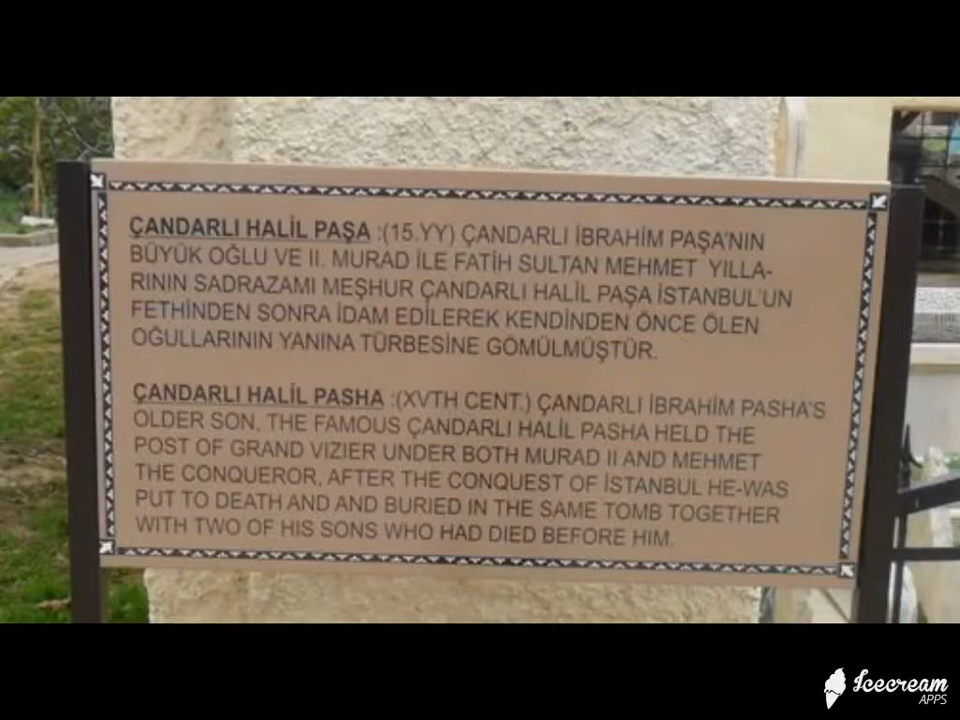 ÇANDARLI HALİL PAŞA :(15.YY) ÇANDARLI İBRAHİM PAŞA'NIN
BÜYÜK OĞLU VE II. MURAD İLE FATİH SULTAN MEHMET YILLA-
RININ SADRAZAMI MEŞHUR ÇANDARLI HALİL PAŞA İSTANBUL'UN
FETHİNDEN SONRA İDAM EDİLEREK KENDİNDEN ÖNCE ÖLEN
OĞULLARININ YANINA TÜRBESİNE GÖMÜLMÜŞTÜR.
ÇANDARLI HALİL PASHA :(XVTH CENT.) ÇANDARLI İBRAHİM PASHA'S
OLDER SON, THE FAMOUS ÇANDARLI HALİL PASHA HELD THE
POST OF GRAND VIZIER UNDER BOTH MURAD II AND MEHMET
THE CONQUEROR, AFTER THE CONQUEST OF İSTANBUL HE-WAS
PUT TO DEATH AND AND BURIED IN THE SAME TOMB TOGETHER
WITH TWO OF HIS SONS WHO HAD DIED BEFORE HIM.
Icecream
APPS